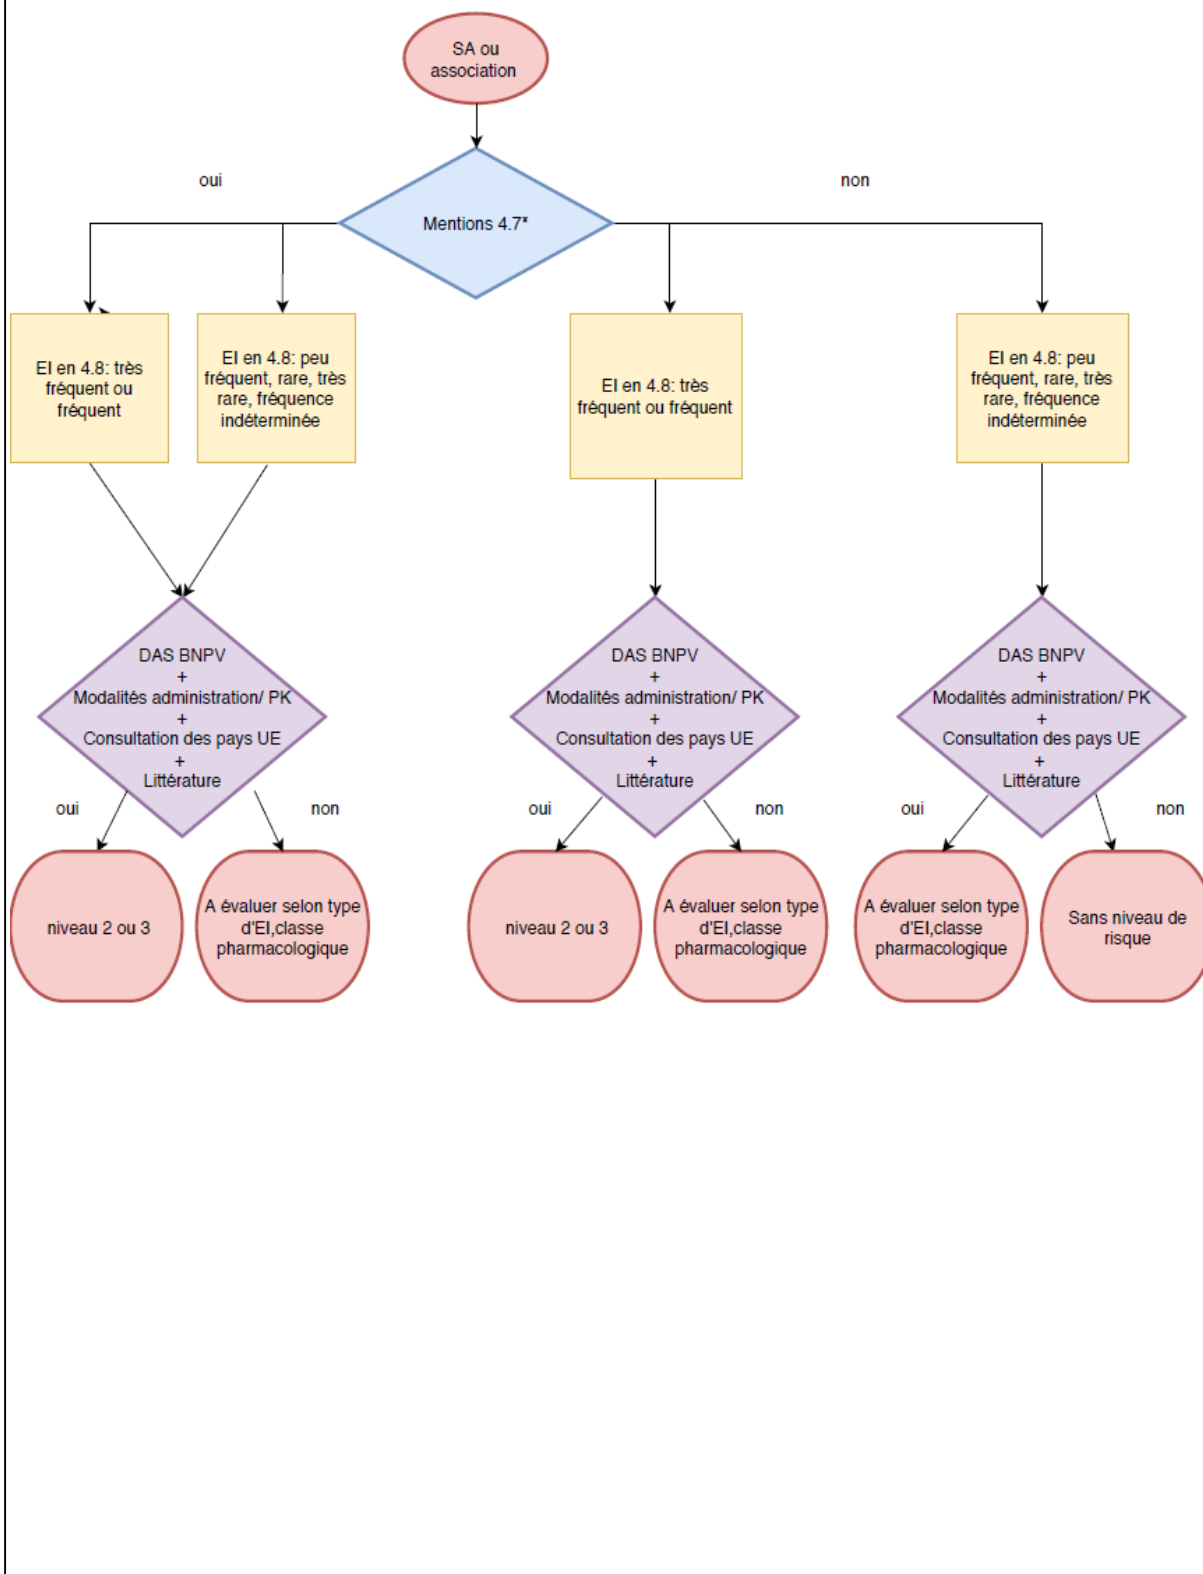 SA ou
association
oui
non
Mentions 4.7*
EI en 4.8: très
fréquent ou
fréquent
EI en 4.8: peu
fréquent, rare, très
rare, fréquence
indéterminée
EI en 4.8: très
fréquent ou fréquent
EI en 4.8: peu
fréquent, rare, très
rare, fréquence
indéterminée
DAS BNPV
+
Modalités administration/ PK
+
Consultation des pays UE
+
Littérature
DAS BNPV
+
Modalités administration/ PK
+
Consultation des pays UE
+
Littérature
DAS BNPV
+
Modalités administration/ PK
+
Consultation des pays UE
+
Littérature
oui
non
oui
non
oui
non
niveau 2 ou 3
A évaluer selon type
d'EI,classe
pharmacologique
niveau 2 ou 3
A évaluer selon type
d'EI,classe
pharmacologique
A évaluer selon type
d'EI,classe
pharmacologique
Sans niveau de
risque